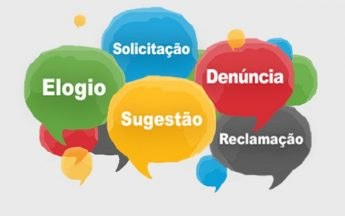 Solicitação
Elogio
Denúncia
Sugestão
Reclamação